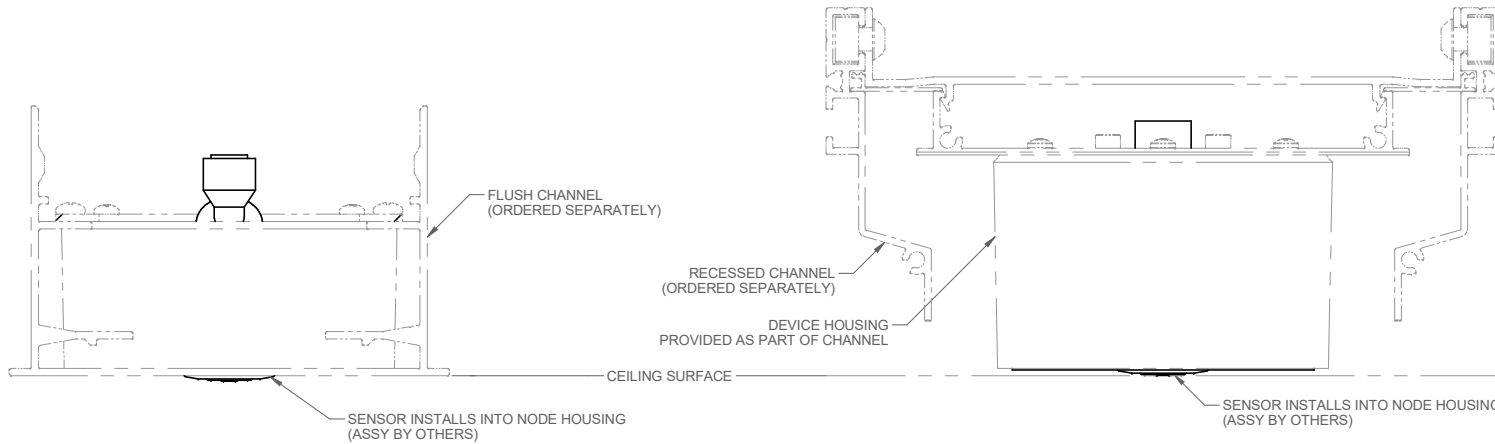 FLUSH CHANNEL
(ORDERED SEPARATELY)
RECESSED CHANNEL
(ORDERED SEPARATELY)
DEVICE HOUSING
PROVIDED AS PART OF CHANNEL
CEILING SURFACE
SENSOR INSTALLS INTO NODE HOUSING
(ASSY BY OTHERS)
SENSOR INSTALLS INTO NODE HOUSING
(ASSY BY OTHERS)